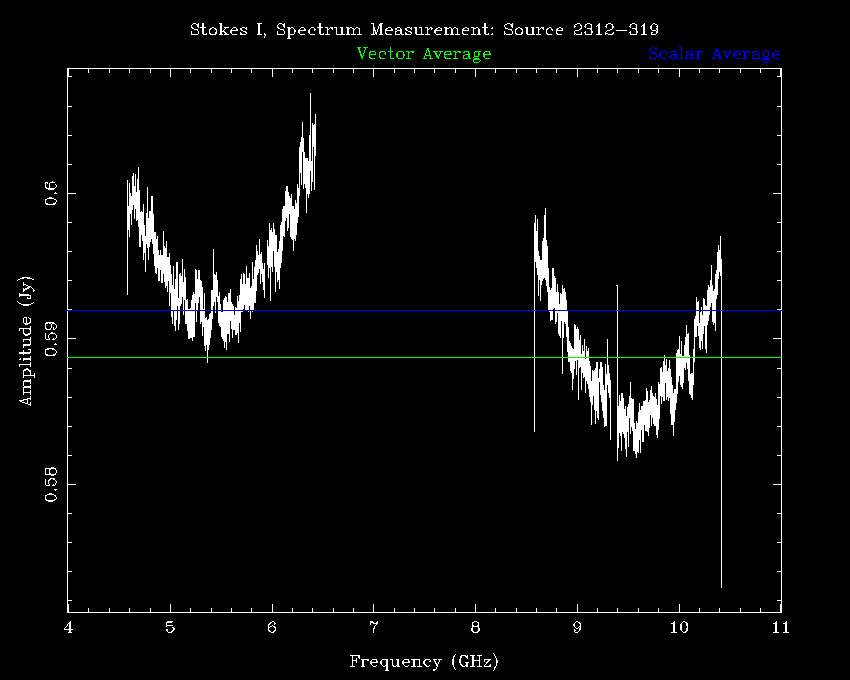 Stokes I, Spectrum Measurement: Source 2312-319
Vector Average Scalar Average
0.6
0.59
0.58
Amplitude (Jy)
4 5 6 7 8 9 10 11
Frequency (GHz)